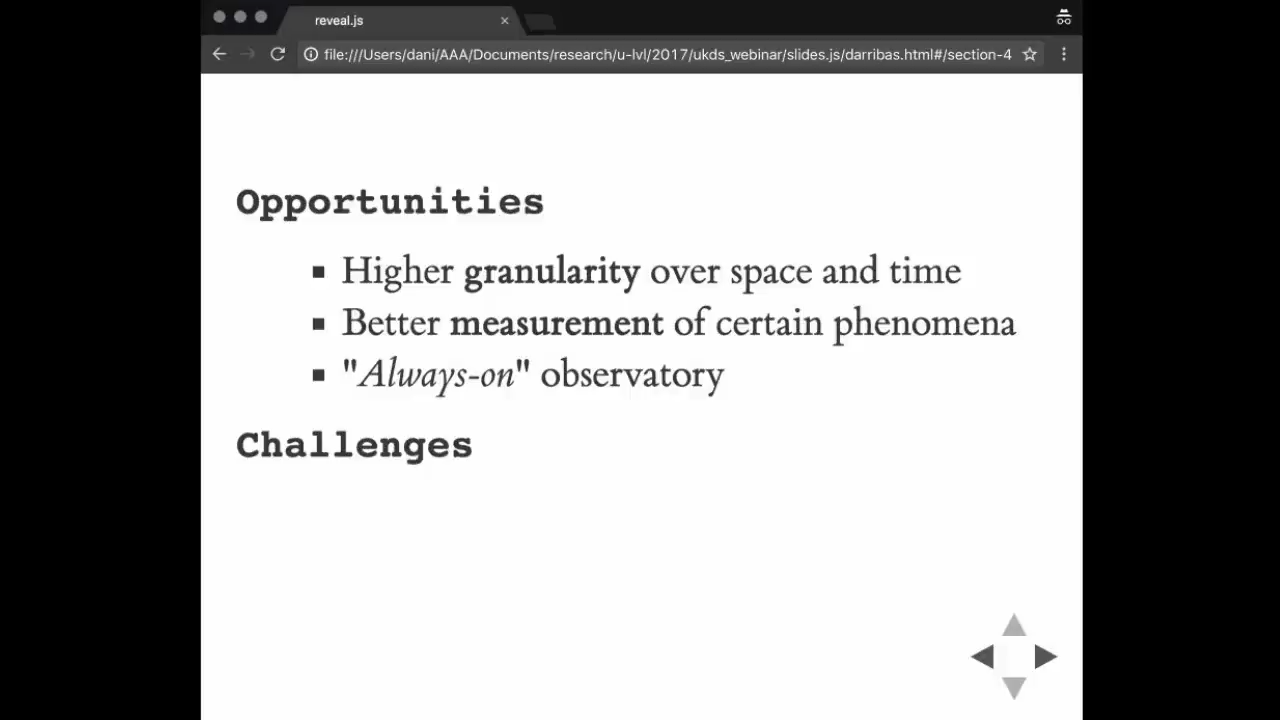 reveal.js
file:///Users/dani/AAA/Documents/research/u-lvl/2017/ukds_webinar/slides.js/darribas.html#/section-4
Opportunities
Higher granularity over space and time
Better measurement of certain phenomena
"Always-on" observatory
Challenges